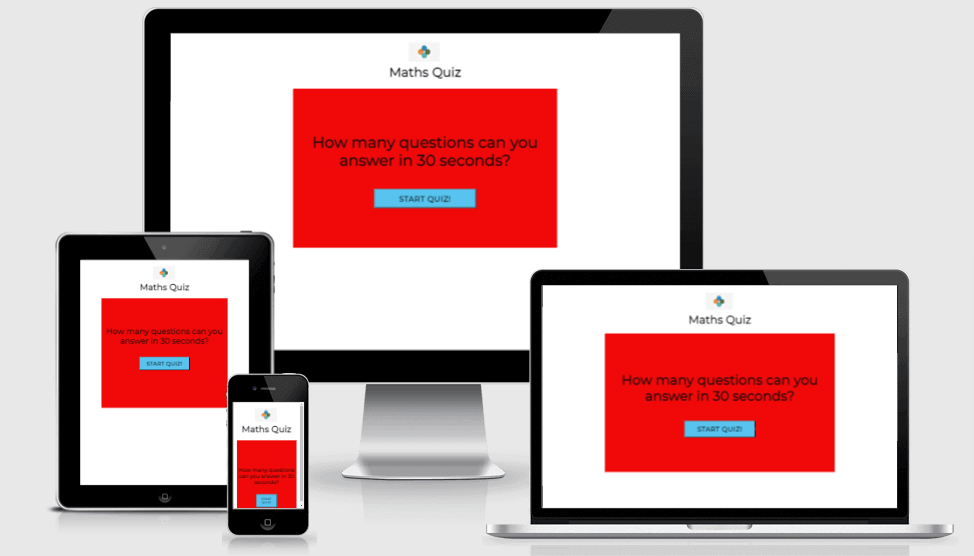 Maths Quiz
How many questions can you
answer in 30 seconds?
START QUIZ!
Maths Quiz
How many questions can you
answer in 30 seconds?
START QUIZ!
Maths Quiz
How many questions
can you answer in 30
seconds?
START
QUIZ!
Maths Quiz
How many questions can you
answer in 30 seconds?
START QUIZ!